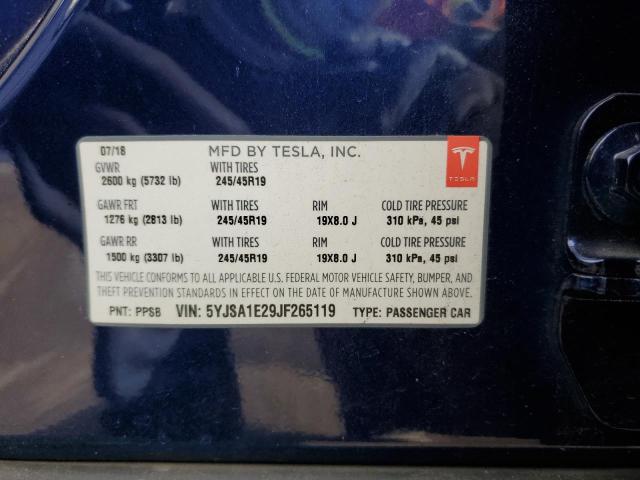 07/18 MFD BY TESLA, INC.
GVWR WITH TIRES
2600 kg (5732 lb) 245/45R19
TESLA
GAWR FRT WITH TIRES RIM COLD TIRE PRESSURE
1276 kg (2813 lb) 245/45R19 19X8.0 J 310 kPa, 45 psi
GAWR RR WITH TIRES RIM COLD TIRE PRESSURE
1500 kg (3307 lb) 245/45R19 19X8.0 J 310 kPa, 45 psi
THIS VEHICLE CONFORMS TO ALL APPLICABLE U.S. FEDERAL MOTOR VEHICLE SAFETY, BUMPER, AND
THEFT PREVENTION STANDARDS IN EFFECT ON THE DATE OF MANUFACTURE SHOWN ABOVE.
PNT: PPSB VIN: 5YJSA1E29JF265119 TYPE: PASSENGER CAR